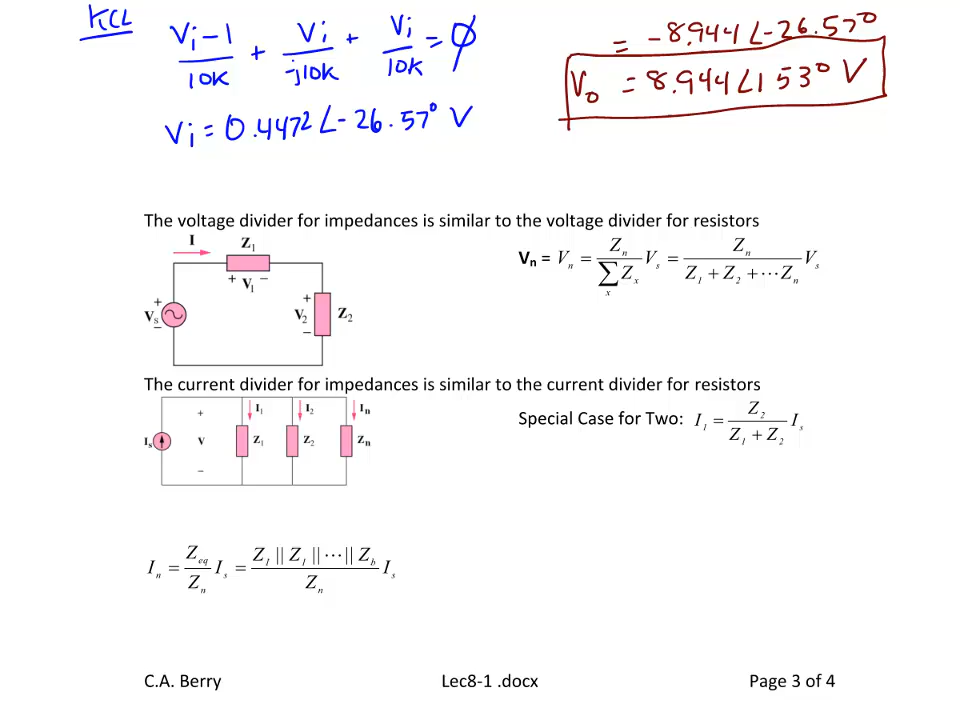 KCL
Vi-1/10K + Vi/-j10K + Vi/10K = 0
Vi = 0.4472∠-26.57° V
= -8.944∠-26.57°
Vo = 8.944∠153° V
The voltage divider for impedances is similar to the voltage divider for resistors
I Z1
+ V1 −
+ Vs −
+ V2 − Z2
Vn = Vn = Zn/∑x Zx Vs = Zn/(Z1 + Z2 + ⋯Zn) Vs
The current divider for impedances is similar to the current divider for resistors
+ I1 I2 In
Is V Z1 Z2 Zn
−
Special Case for Two: I1 = Z2/(Z1 + Z2) Is
In = Zeq/Zn Is = Z1 || Z1 || ⋯ || Zb/Zn Is
C.A. Berry Lec8-1 .docx Page 3 of 4